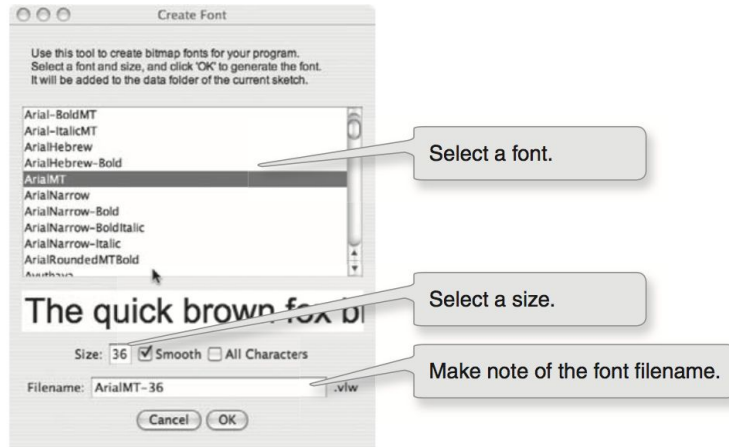 Create Font
Use this tool to create bitmap fonts for your program.
Select a font and size, and click 'OK' to generate the font.
It will be added to the data folder of the current sketch.
Arial-BoldMT
Arial-ItalicMT
ArialHebrew
ArialHebrew-Bold
ArialMT
ArialNarrow
ArialNarrow-Bold
ArialNarrow-BoldItalic
ArialNarrow-Italic
ArialRoundedMTBold
Ayuthaya
Select a font.
The quick brown fox bl
Select a size.
Size: 36 Smooth All Characters
Make note of the font filename.
Filename: ArialMT-36 .vlw
Cancel OK